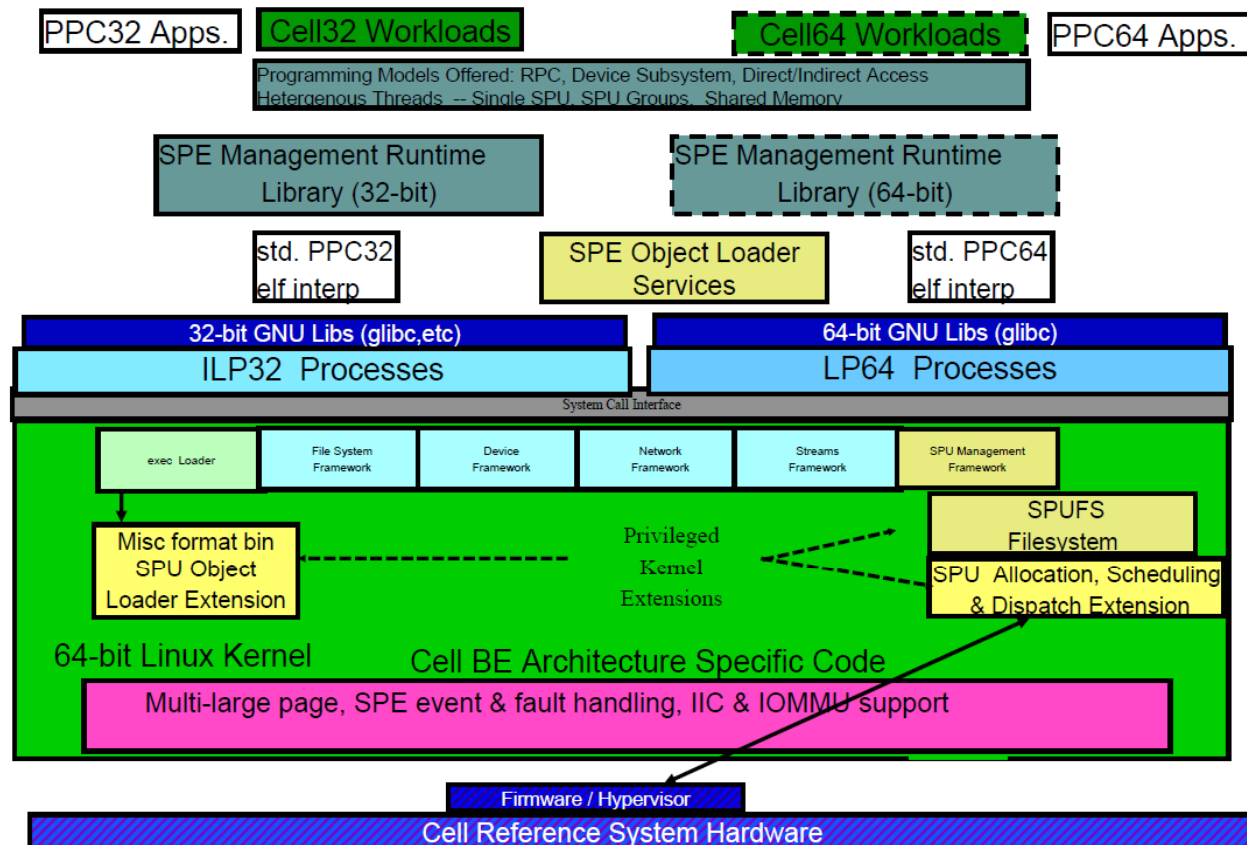 PPC32 Apps.
Cell32 Workloads
Cell64 Workloads
PPC64 Apps.
Programming Models Offered: RPC, Device Subsystem, Direct/Indirect Access
Hetergenous Threads -- Single SPU, SPU Groups, Shared Memory
SPE Management Runtime
Library (32-bit)
SPE Management Runtime
Library (64-bit)
std. PPC32
elf interp
SPE Object Loader
Services
std. PPC64
elf interp
32-bit GNU Libs (glibc,etc)
64-bit GNU Libs (glibc)
ILP32 Processes
LP64 Processes
System Call Interface
exec Loader
File System
Framework
Device
Framework
Network
Framework
Streams
Framework
SPU Management
Framework
Misc format bin
SPU Object
Loader Extension
Privileged
Kernel
Extensions
SPUFS
Filesystem
SPU Allocation, Scheduling
& Dispatch Extension
64-bit Linux Kernel
Cell BE Architecture Specific Code
Multi-large page, SPE event & fault handling, IIC & IOMMU support
Firmware / Hypervisor
Cell Reference System Hardware